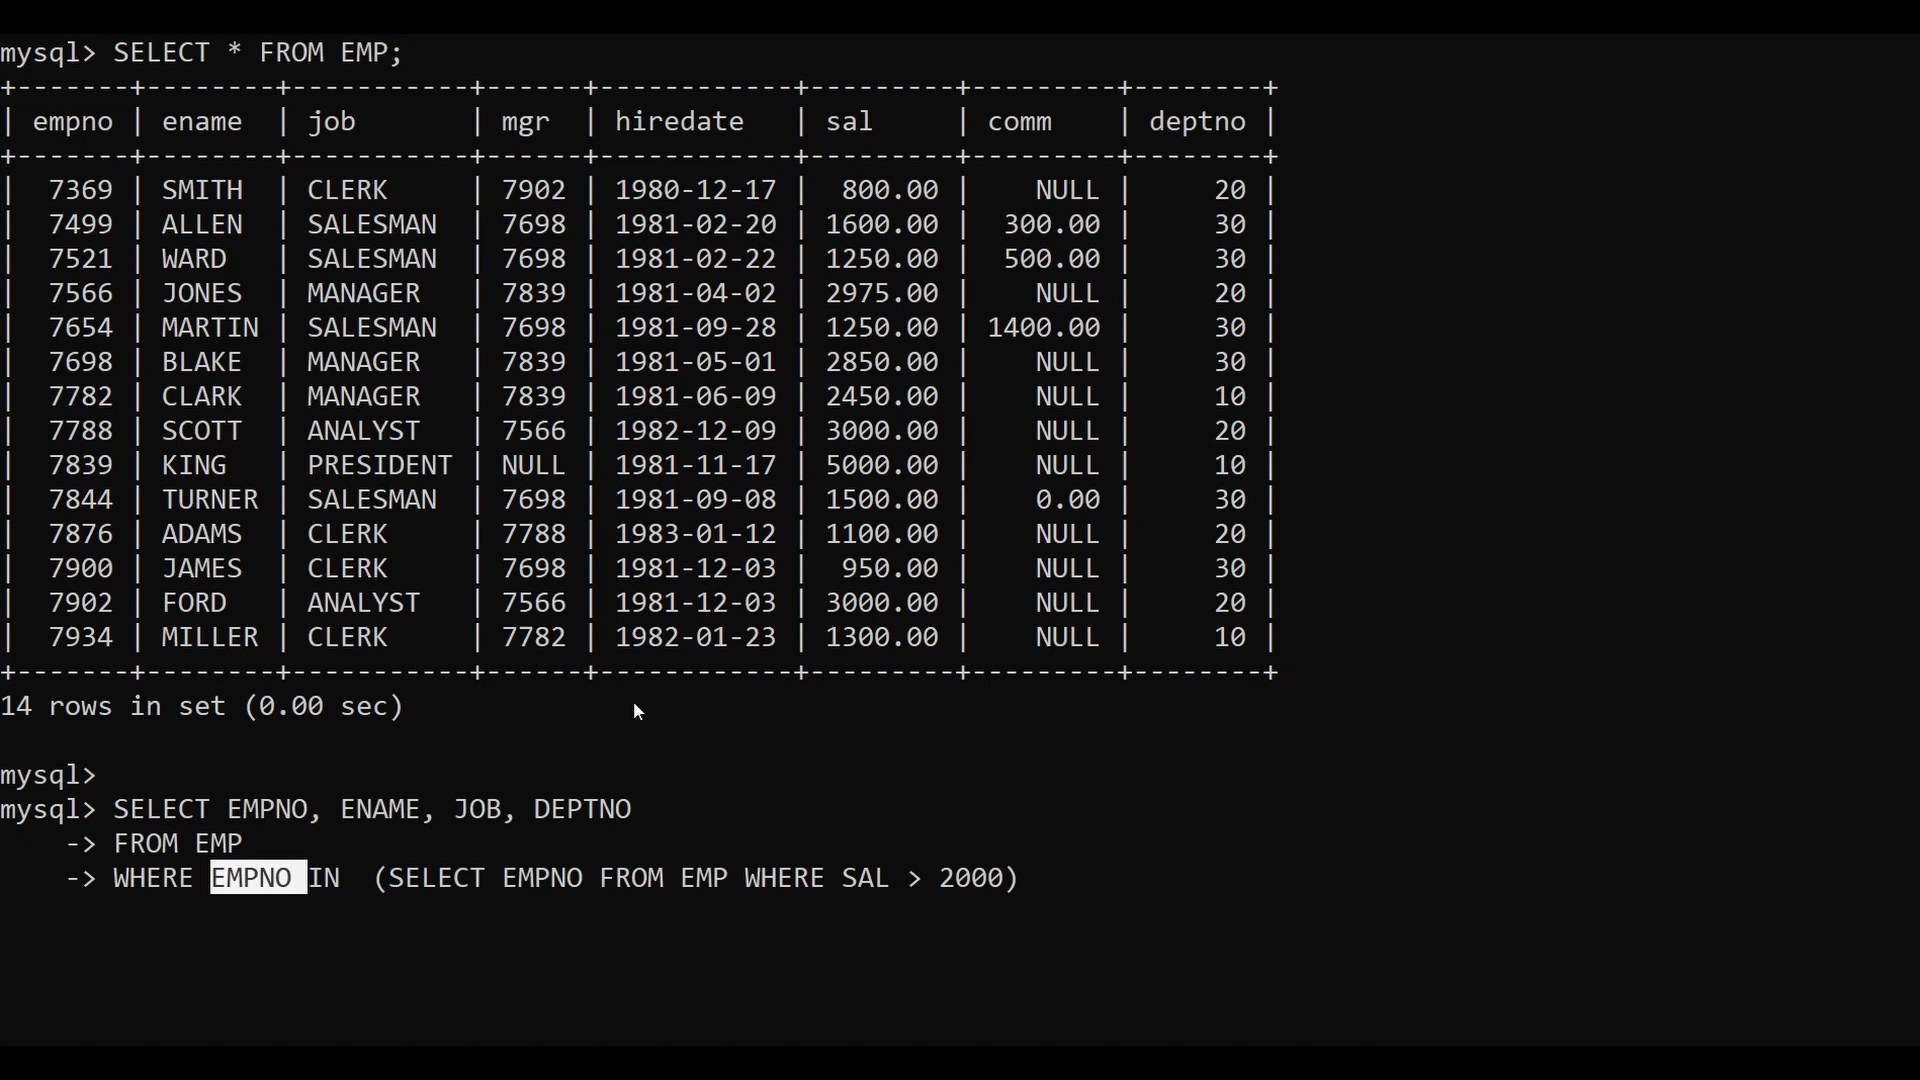 mysql> SELECT * FROM EMP;
+-------+--------+-----------+------+------------+---------+---------+--------+
| empno | ename  | job       | mgr  | hiredate   | sal     | comm    | deptno |
+-------+--------+-----------+------+------------+---------+---------+--------+
|  7369 | SMITH  | CLERK     | 7902 | 1980-12-17 |  800.00 |    NULL |     20 |
|  7499 | ALLEN  | SALESMAN  | 7698 | 1981-02-20 | 1600.00 |  300.00 |     30 |
|  7521 | WARD   | SALESMAN  | 7698 | 1981-02-22 | 1250.00 |  500.00 |     30 |
|  7566 | JONES  | MANAGER   | 7839 | 1981-04-02 | 2975.00 |    NULL |     20 |
|  7654 | MARTIN | SALESMAN  | 7698 | 1981-09-28 | 1250.00 | 1400.00 |     30 |
|  7698 | BLAKE  | MANAGER   | 7839 | 1981-05-01 | 2850.00 |    NULL |     30 |
|  7782 | CLARK  | MANAGER   | 7839 | 1981-06-09 | 2450.00 |    NULL |     10 |
|  7788 | SCOTT  | ANALYST   | 7566 | 1982-12-09 | 3000.00 |    NULL |     20 |
|  7839 | KING   | PRESIDENT | NULL | 1981-11-17 | 5000.00 |    NULL |     10 |
|  7844 | TURNER | SALESMAN  | 7698 | 1981-09-08 | 1500.00 |    0.00 |     30 |
|  7876 | ADAMS  | CLERK     | 7788 | 1983-01-12 | 1100.00 |    NULL |     20 |
|  7900 | JAMES  | CLERK     | 7698 | 1981-12-03 |  950.00 |    NULL |     30 |
|  7902 | FORD   | ANALYST   | 7566 | 1981-12-03 | 3000.00 |    NULL |     20 |
|  7934 | MILLER | CLERK     | 7782 | 1982-01-23 | 1300.00 |    NULL |     10 |
+-------+--------+-----------+------+------------+---------+---------+--------+
14 rows in set (0.00 sec)
mysql>
mysql> SELECT EMPNO, ENAME, JOB, DEPTNO
    -> FROM EMP
    -> WHERE EMPNO IN  (SELECT EMPNO FROM EMP WHERE SAL > 2000)